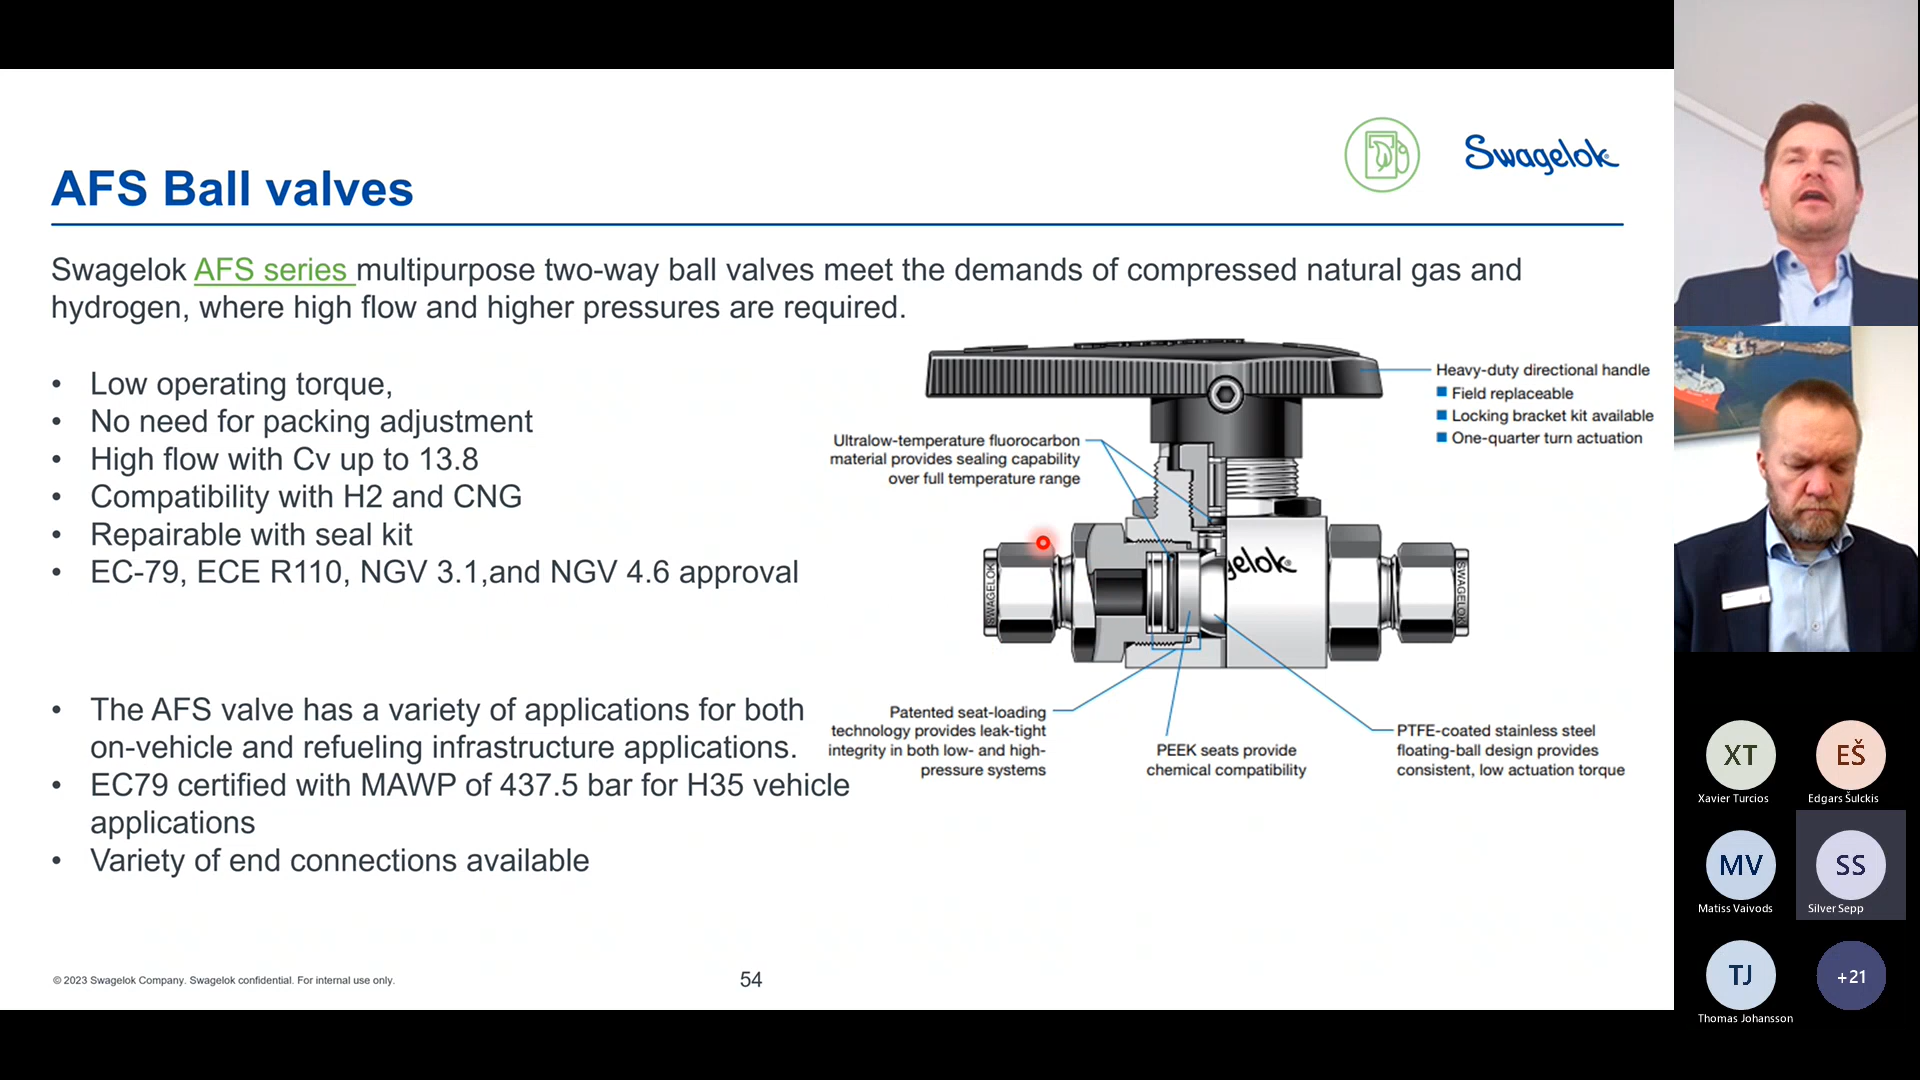 Swagelok
AFS Ball valves
Swagelok AFS series multipurpose two-way ball valves meet the demands of compressed natural gas and
hydrogen, where high flow and higher pressures are required.
• Low operating torque,
• No need for packing adjustment
• High flow with Cv up to 13.8
• Compatibility with H2 and CNG
• Repairable with seal kit
• EC-79, ECE R110, NGV 3.1,and NGV 4.6 approval
• The AFS valve has a variety of applications for both
on-vehicle and refueling infrastructure applications.
• EC79 certified with MAWP of 437.5 bar for H35 vehicle
applications
• Variety of end connections available
Heavy-duty directional handle
Field replaceable
Locking bracket kit available
One-quarter turn actuation
Ultralow-temperature fluorocarbon
material provides sealing capability
over full temperature range
gelok
SWAGELOK
SWAGELOK
Patented seat-loading
technology provides leak-tight
integrity in both low- and high-
pressure systems
PEEK seats provide
chemical compatibility
PTFE-coated stainless steel
floating-ball design provides
consistent, low actuation torque
© 2023 Swagelok Company. Swagelok confidential. For internal use only.
54
XT
Xavier Turcios
EŠ
Edgars Šulckis
MV
Matiss Vaivods
SS
Silver Sepp
TJ
Thomas Johansson
+21